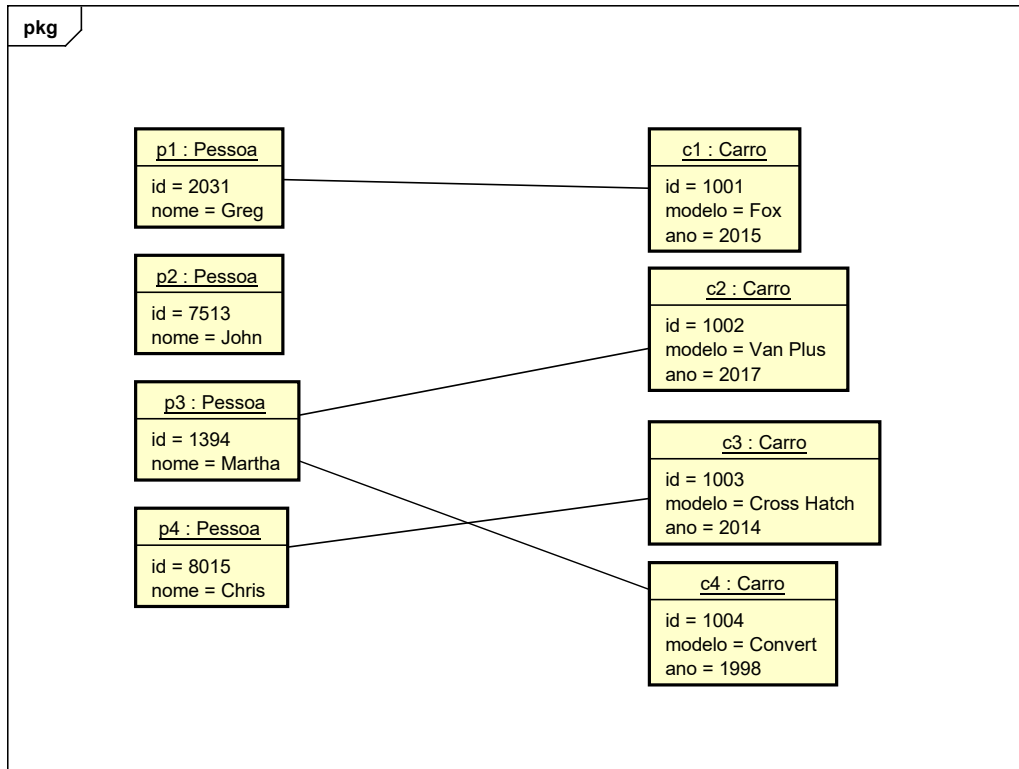 pkg
p1 : Pessoa
id = 2031
nome = Greg
p2 : Pessoa
id = 7513
nome = John
p3 : Pessoa
id = 1394
nome = Martha
p4 : Pessoa
id = 8015
nome = Chris
c1 : Carro
id = 1001
modelo = Fox
ano = 2015
c2 : Carro
id = 1002
modelo = Van Plus
ano = 2017
c3 : Carro
id = 1003
modelo = Cross Hatch
ano = 2014
c4 : Carro
id = 1004
modelo = Convert
ano = 1998